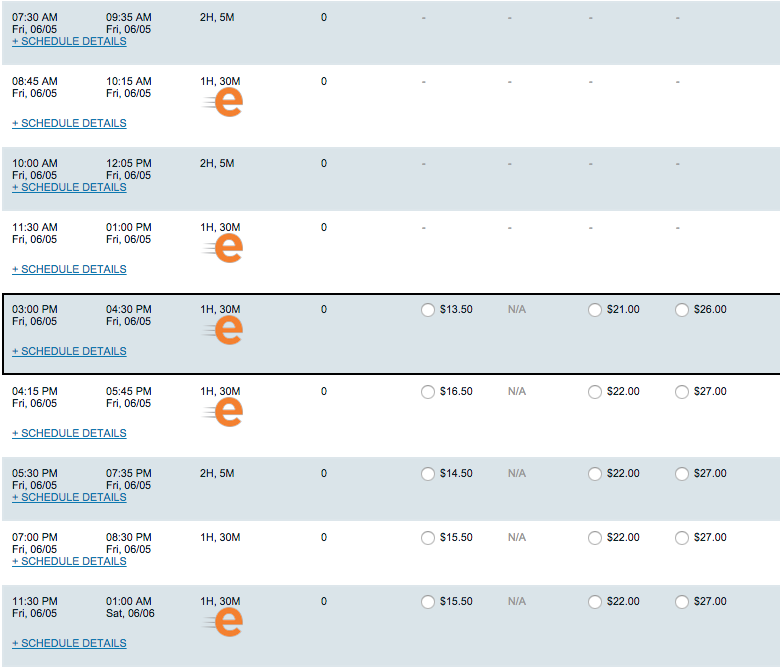 07:30 AM 09:35 AM 2H, 5M 0 - - - -
Fri, 06/05 Fri, 06/05
+ SCHEDULE DETAILS
08:45 AM 10:15 AM 1H, 30M 0 - - - -
Fri, 06/05 Fri, 06/05
e
+ SCHEDULE DETAILS
10:00 AM 12:05 PM 2H, 5M 0 - - - -
Fri, 06/05 Fri, 06/05
+ SCHEDULE DETAILS
11:30 AM 01:00 PM 1H, 30M 0 - - - -
Fri, 06/05 Fri, 06/05
e
+ SCHEDULE DETAILS
03:00 PM 04:30 PM 1H, 30M 0 $13.50 N/A $21.00 $26.00
Fri, 06/05 Fri, 06/05
e
+ SCHEDULE DETAILS
04:15 PM 05:45 PM 1H, 30M 0 $16.50 N/A $22.00 $27.00
Fri, 06/05 Fri, 06/05
e
+ SCHEDULE DETAILS
05:30 PM 07:35 PM 2H, 5M 0 $14.50 N/A $22.00 $27.00
Fri, 06/05 Fri, 06/05
+ SCHEDULE DETAILS
07:00 PM 08:30 PM 1H, 30M 0 $15.50 N/A $22.00 $27.00
Fri, 06/05 Fri, 06/05
+ SCHEDULE DETAILS
11:30 PM 01:00 AM 1H, 30M 0 $15.50 N/A $22.00 $27.00
Fri, 06/05 Sat, 06/06
e
+ SCHEDULE DETAILS